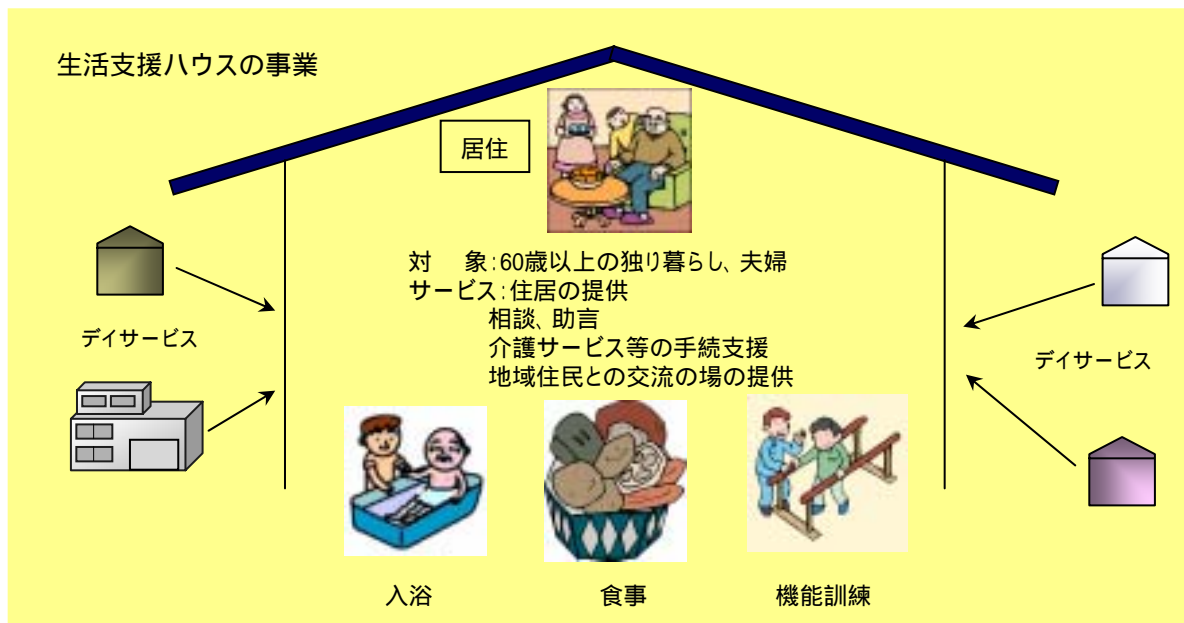 生活支援ハウスの事業
居住
対　象:60歳以上の独り暮らし、夫婦
サービス:住居の提供
相談、助言
介護サービス等の手続支援
地域住民との交流の場の提供
デイサービス
デイサービス
入浴
食事
機能訓練